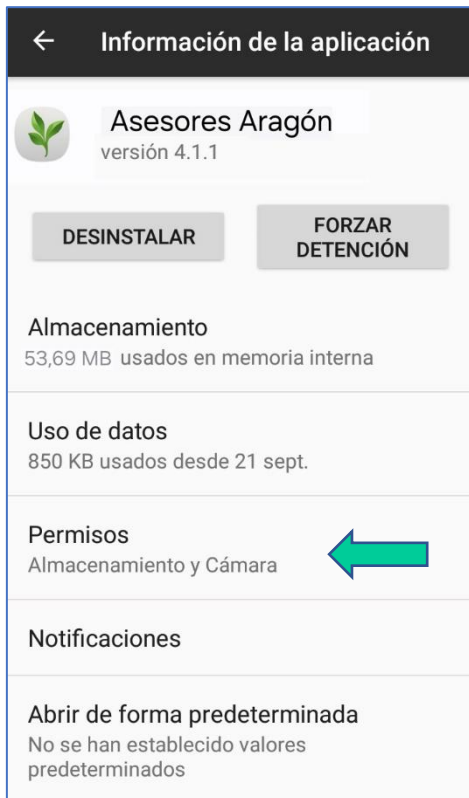 Información de la aplicación
Asesores Aragón
versión 4.1.1
DESINSTALAR
FORZAR
DETENCIÓN
Almacenamiento
53,69 MB usados en memoria interna
Uso de datos
850 KB usados desde 21 sept.
Permisos
Almacenamiento y Cámara
Notificaciones
Abrir de forma predeterminada
No se han establecido valores
predeterminados